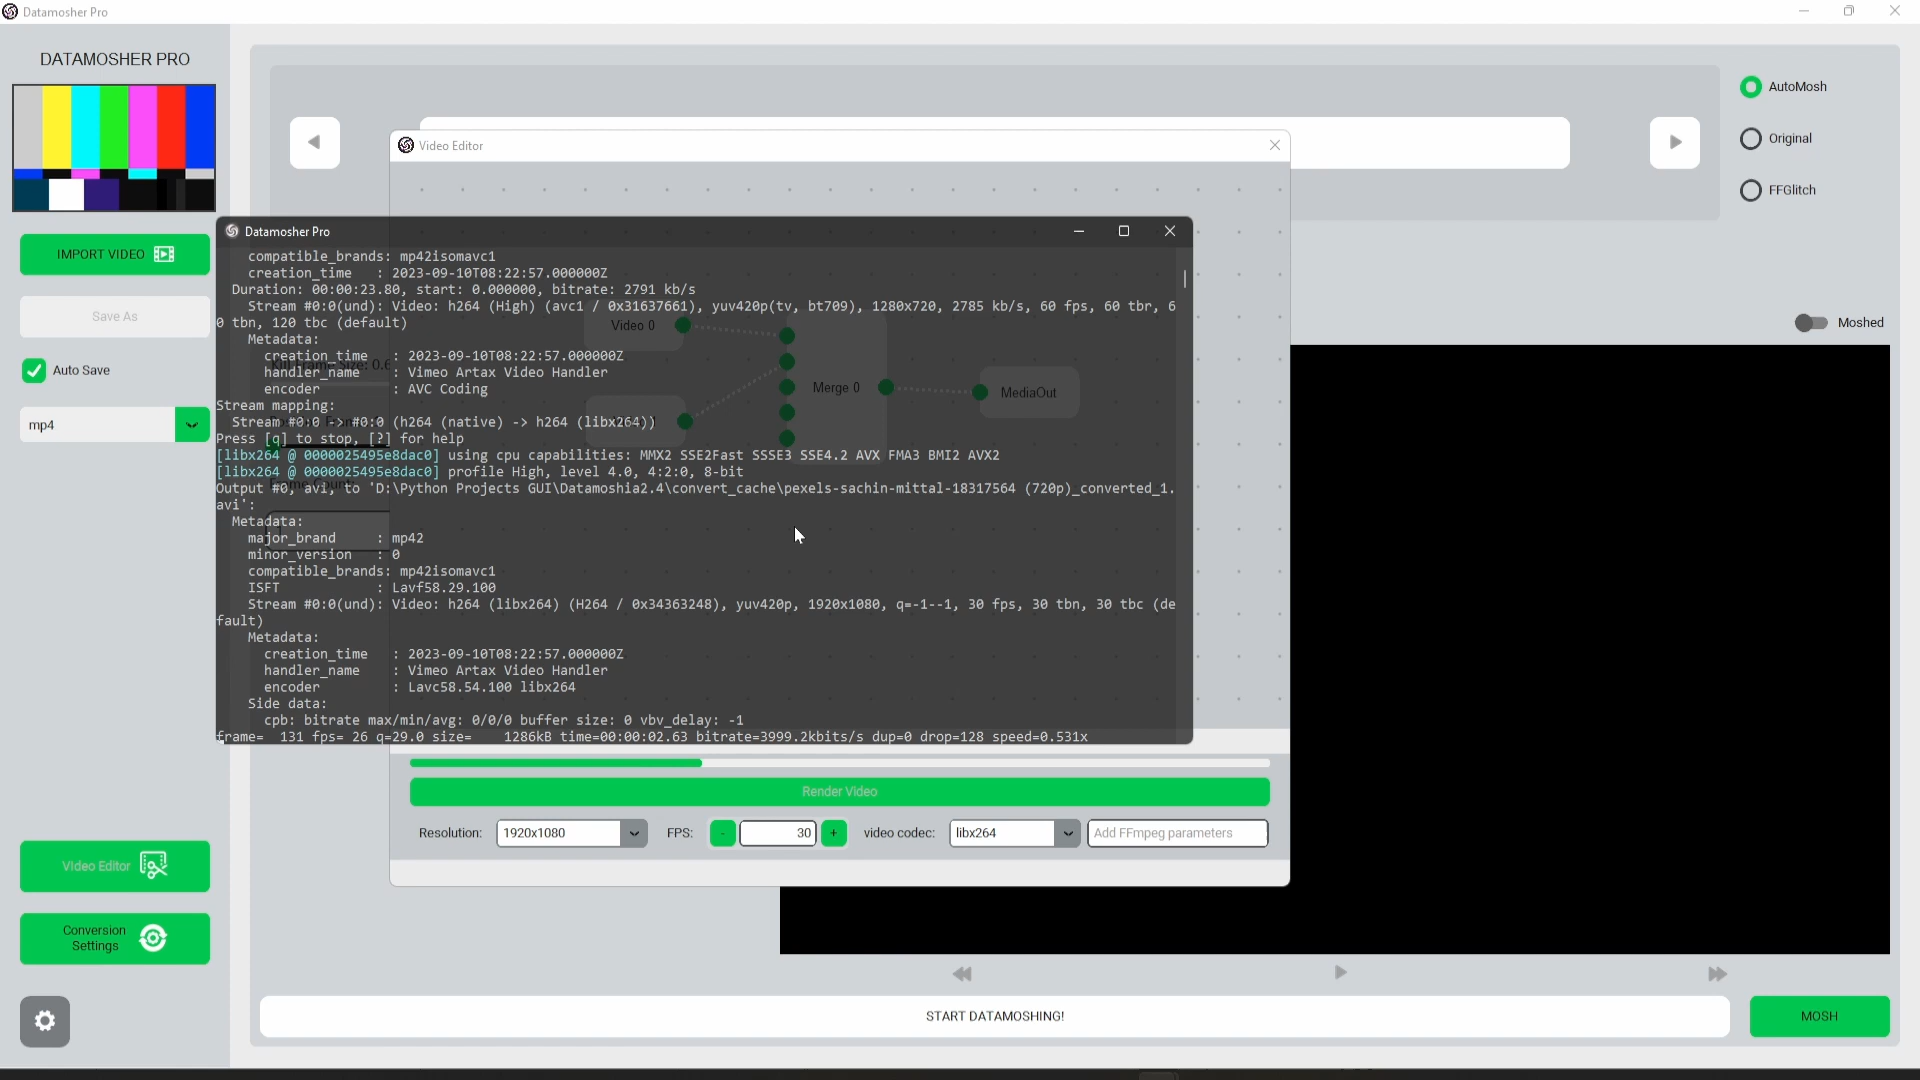 Datamosher Pro
DATAMOSHER PRO
AutoMosh
Original
FFGlitch
Video Editor
IMPORT VIDEO
Save As
Auto Save
mp4
Datamosher Pro
compatible_brands: mp42isomavc1
creation_time   : 2023-09-10T08:22:57.000000Z
Duration: 00:00:23.80, start: 0.000000, bitrate: 2791 kb/s
Stream #0:0(und): Video: h264 (High) (avc1 / 0x31637661), yuv420p(tv, bt709), 1280x720, 2785 kb/s, 60 fps, 60 tbr, 6
0 tbn, 120 tbc (default)
Metadata:
creation_time   : 2023-09-10T08:22:57.000000Z
handler_name    : Vimeo Artax Video Handler
encoder         : AVC Coding
Stream mapping:
Stream #0:0 -> #0:0 (h264 (native) -> h264 (libx264))
Press [q] to stop, [?] for help
[libx264 @ 0000025495e8dac0] using cpu capabilities: MMX2 SSE2Fast SSSE3 SSE4.2 AVX FMA3 BMI2 AVX2
[libx264 @ 0000025495e8dac0] profile High, level 4.0, 4:2:0, 8-bit
Output #0, avi, to 'D:\Python Projects GUI\Datamoshia2.4\convert_cache\pexels-sachin-mittal-18317564 (720p)_converted_1.
avi':
Metadata:
major_brand     : mp42
minor_version   : 0
compatible_brands: mp42isomavc1
ISFT            : Lavf58.29.100
Stream #0:0(und): Video: h264 (libx264) (H264 / 0x34363248), yuv420p, 1920x1080, q=-1--1, 30 fps, 30 tbn, 30 tbc (de
fault)
Metadata:
creation_time   : 2023-09-10T08:22:57.000000Z
handler_name    : Vimeo Artax Video Handler
encoder         : Lavc58.54.100 libx264
Side data:
cpb: bitrate max/min/avg: 0/0/0 buffer size: 0 vbv_delay: -1
frame=  131 fps= 26 q=29.0 size=    1286kB time=00:00:02.63 bitrate=3999.2kbits/s dup=0 drop=128 speed=0.531x
Video 0
Merge 0
MediaOut
Kill Frame Size: 0.6
Frame Count:
Moshed
Render Video
Resolution: 1920x1080 FPS: - 30 + video codec: libx264 Add FFmpeg parameters
Video Editor
Conversion
Settings
START DATAMOSHING!
MOSH